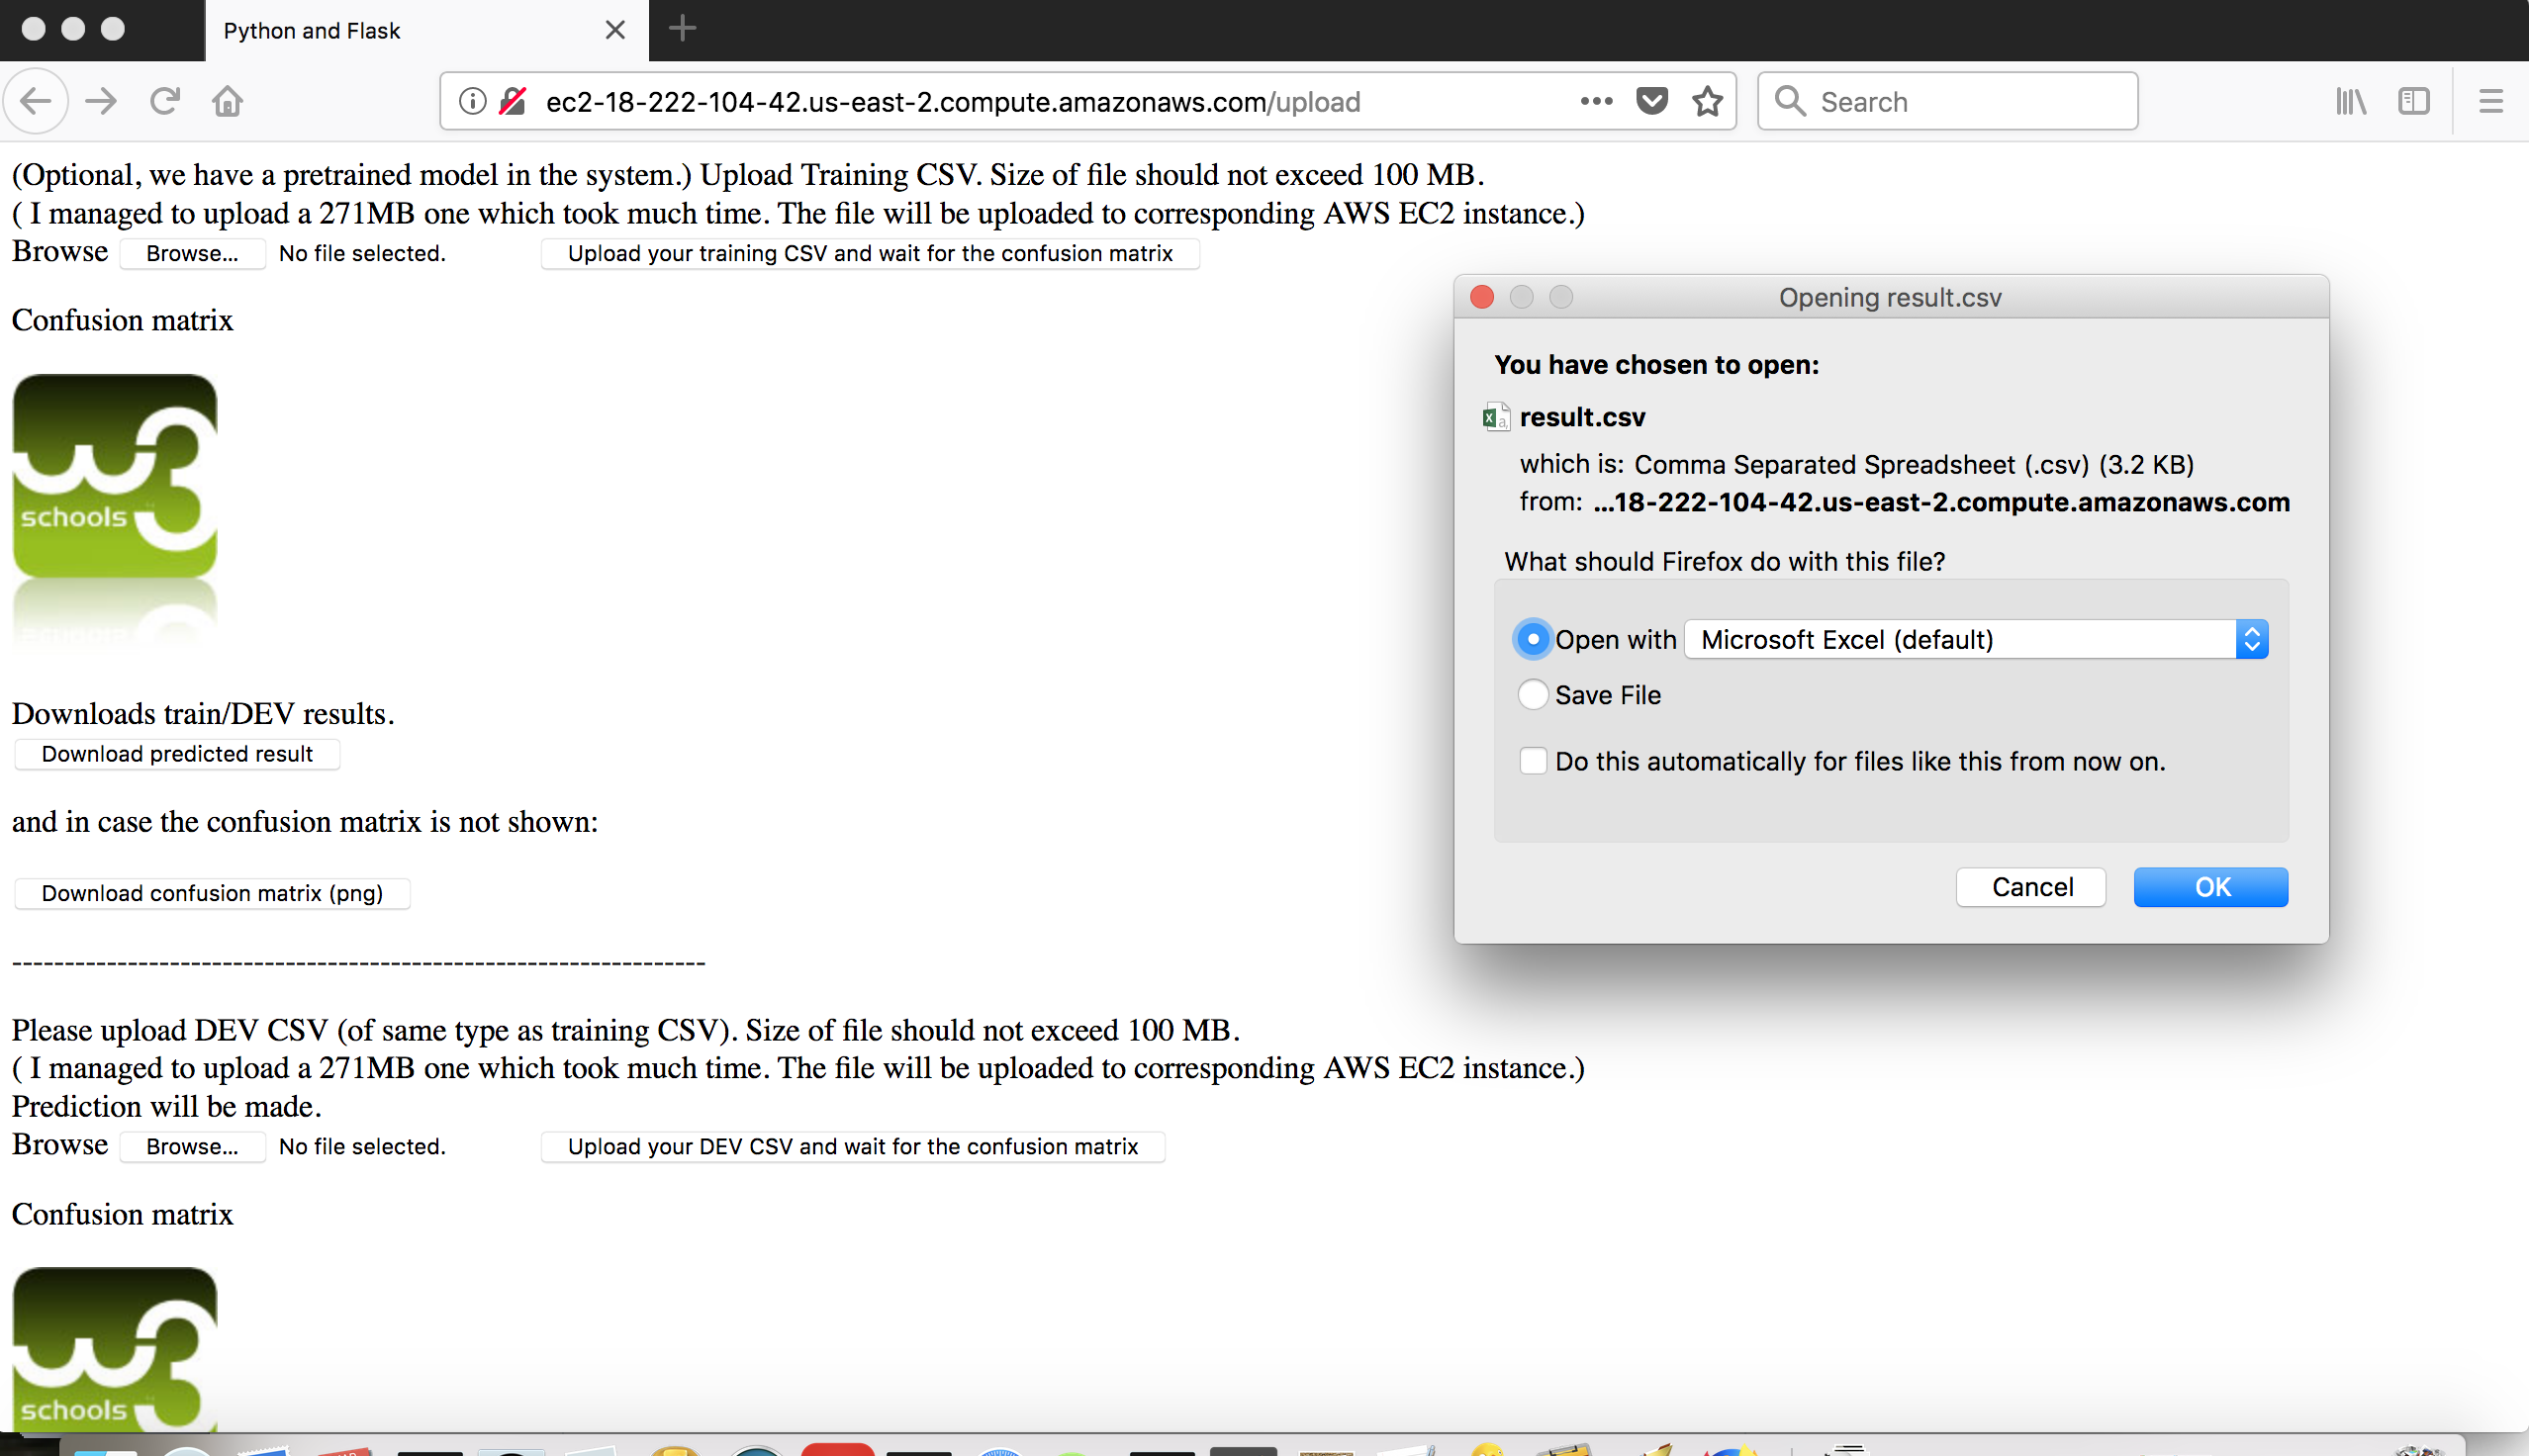 Python and Flask
ec2-18-222-104-42.us-east-2.compute.amazonaws.com/upload
Search
(Optional, we have a pretrained model in the system.) Upload Training CSV. Size of file should not exceed 100 MB.
( I managed to upload a 271MB one which took much time. The file will be uploaded to corresponding AWS EC2 instance.)
Browse Browse... No file selected. Upload your training CSV and wait for the confusion matrix
Confusion matrix
w3
schools
Downloads train/DEV results.
Download predicted result
and in case the confusion matrix is not shown:
Download confusion matrix (png)
------------------------------------------------------------------
Please upload DEV CSV (of same type as training CSV). Size of file should not exceed 100 MB.
( I managed to upload a 271MB one which took much time. The file will be uploaded to corresponding AWS EC2 instance.)
Prediction will be made.
Browse Browse... No file selected. Upload your DEV CSV and wait for the confusion matrix
Confusion matrix
w3
schools
Opening result.csv
You have chosen to open:
result.csv
which is: Comma Separated Spreadsheet (.csv) (3.2 KB)
from: ...18-222-104-42.us-east-2.compute.amazonaws.com
What should Firefox do with this file?
Open with Microsoft Excel (default)
Save File
Do this automatically for files like this from now on.
Cancel OK